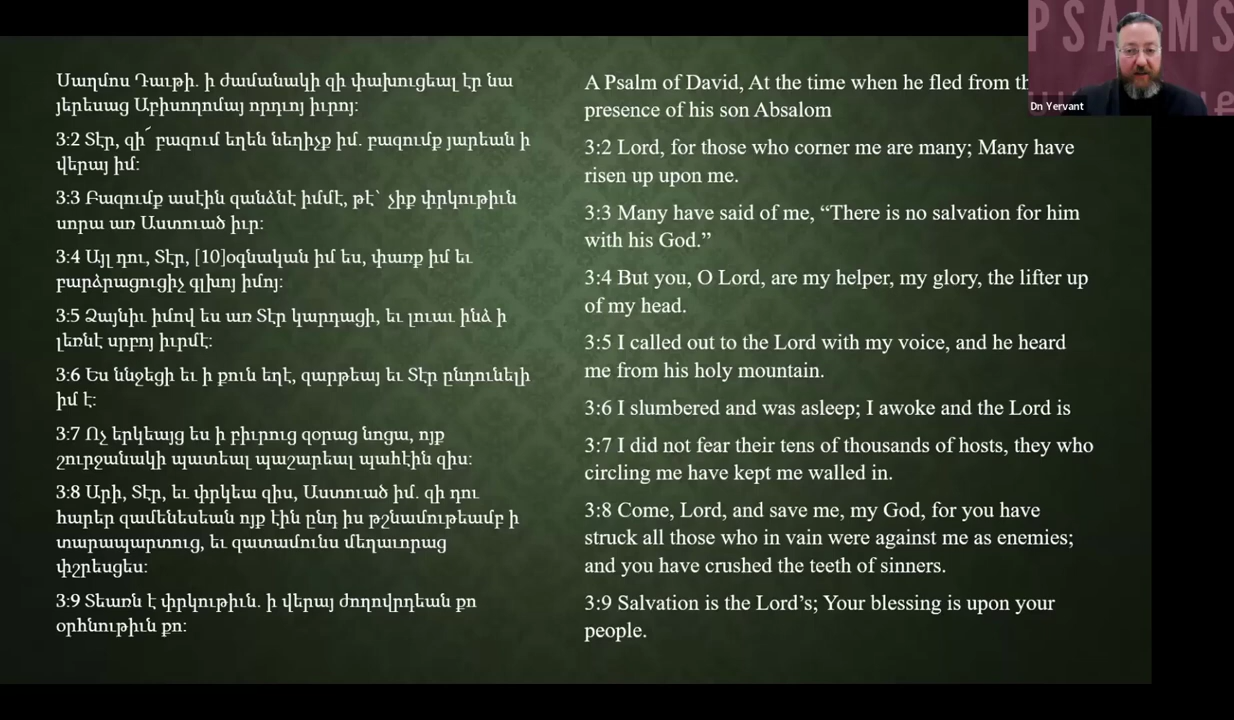 PSALMS
Dn Yervant
Սաղմոս Դաւթի. ի ժամանակի զի փախուցեալ էր նա
յերեսաց Աբիսողոմայ որդւոյ իւրոյ:
3:2 Տէր, զի՜ բազում եղեն նեղիչք իմ. բազումք յարեան ի
վերայ իմ:
3:3 Բազումք ասէին զանձնէ իմմէ, թէ` չիք փրկութիւն
սորա առ Աստուած իւր:
3:4 Այլ դու, Տէր, [10]օգնական իմ ես, փառք իմ եւ
բարձրացուցիչ գլխոյ իմոյ:
3:5 Ձայնիւ իմով ես առ Տէր կարդացի, եւ լուաւ ինձ ի
լեռնէ սրբոյ իւրմէ:
3:6 Ես ննջեցի եւ ի քուն եղէ, զարթեայ եւ Տէր ընդունելի
իմ է:
3:7 Ոչ երկեայց ես ի բիւրուց զօրաց նոցա, ոյք
շուրջանակի պատեալ պաշարեալ պահէին զիս:
3:8 Արի, Տէր, եւ փրկեա զիս, Աստուած իմ. զի դու
հարեր զամենեսեան ոյք էին ընդ իս թշնամութեամբ ի
տարապարտուց, եւ զատամունս մեղաւորաց
փշրեսցես:
3:9 Տեառն է փրկութիւն. ի վերայ ժողովրդեան քո
օրհնութիւն քո:
A Psalm of David, At the time when he fled from
presence of his son Absalom
3:2 Lord, for those who corner me are many; Many have
risen up upon me.
3:3 Many have said of me, “There is no salvation for him
with his God.”
3:4 But you, O Lord, are my helper, my glory, the lifter up
of my head.
3:5 I called out to the Lord with my voice, and he heard
me from his holy mountain.
3:6 I slumbered and was asleep; I awoke and the Lord is
3:7 I did not fear their tens of thousands of hosts, they who
circling me have kept me walled in.
3:8 Come, Lord, and save me, my God, for you have
struck all those who in vain were against me as enemies;
and you have crushed the teeth of sinners.
3:9 Salvation is the Lord’s; Your blessing is upon your
people.